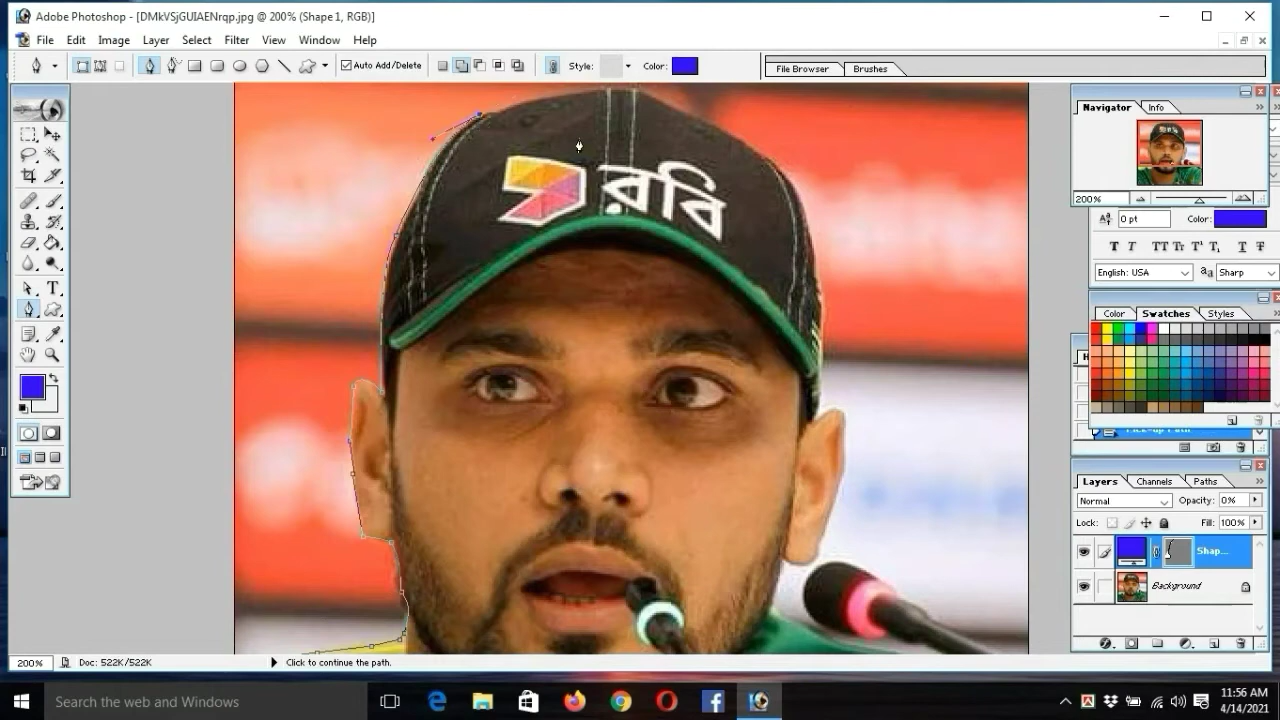 Adobe Photoshop - [DMkVSjGUIAENrqp.jpg @ 200% (Shape 1, RGB)]
File Edit Image Layer Select Filter View Window Help
Auto Add/Delete Style: Color: File Browser Brushes
Navigator Info
রবি
200%
0 pt Color:
T T TT Tr T T, T T
English: USA aa Sharp
Color Swatches Styles
Layers Channels Paths
Normal Opacity: 0%
Lock: Fill: 100%
Shap...
Background
200% Doc: 522K/522K Click to continue the path.
Search the web and Windows
11:56 AM
4/14/2021